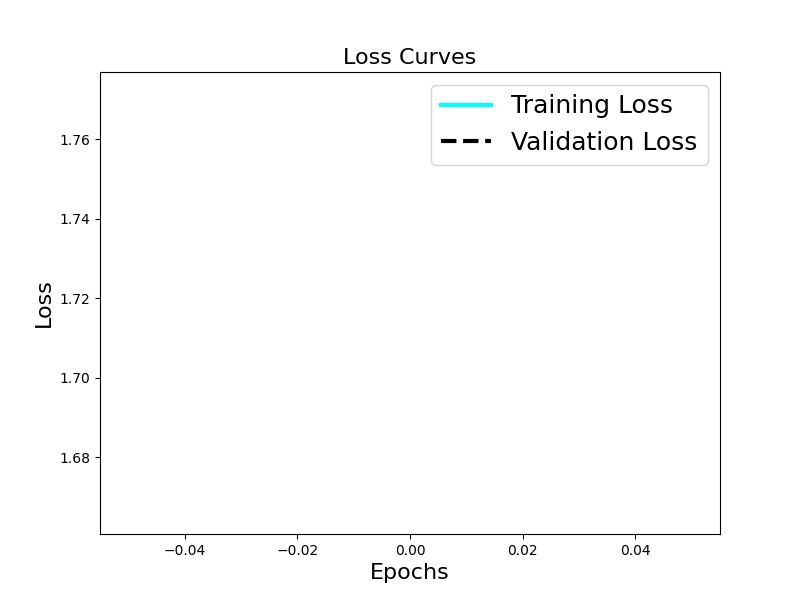 Loss Curves
Training Loss
Validation Loss
1.76
1.74
1.72
1.70
1.68
Loss
−0.04 −0.02 0.00 0.02 0.04
Epochs